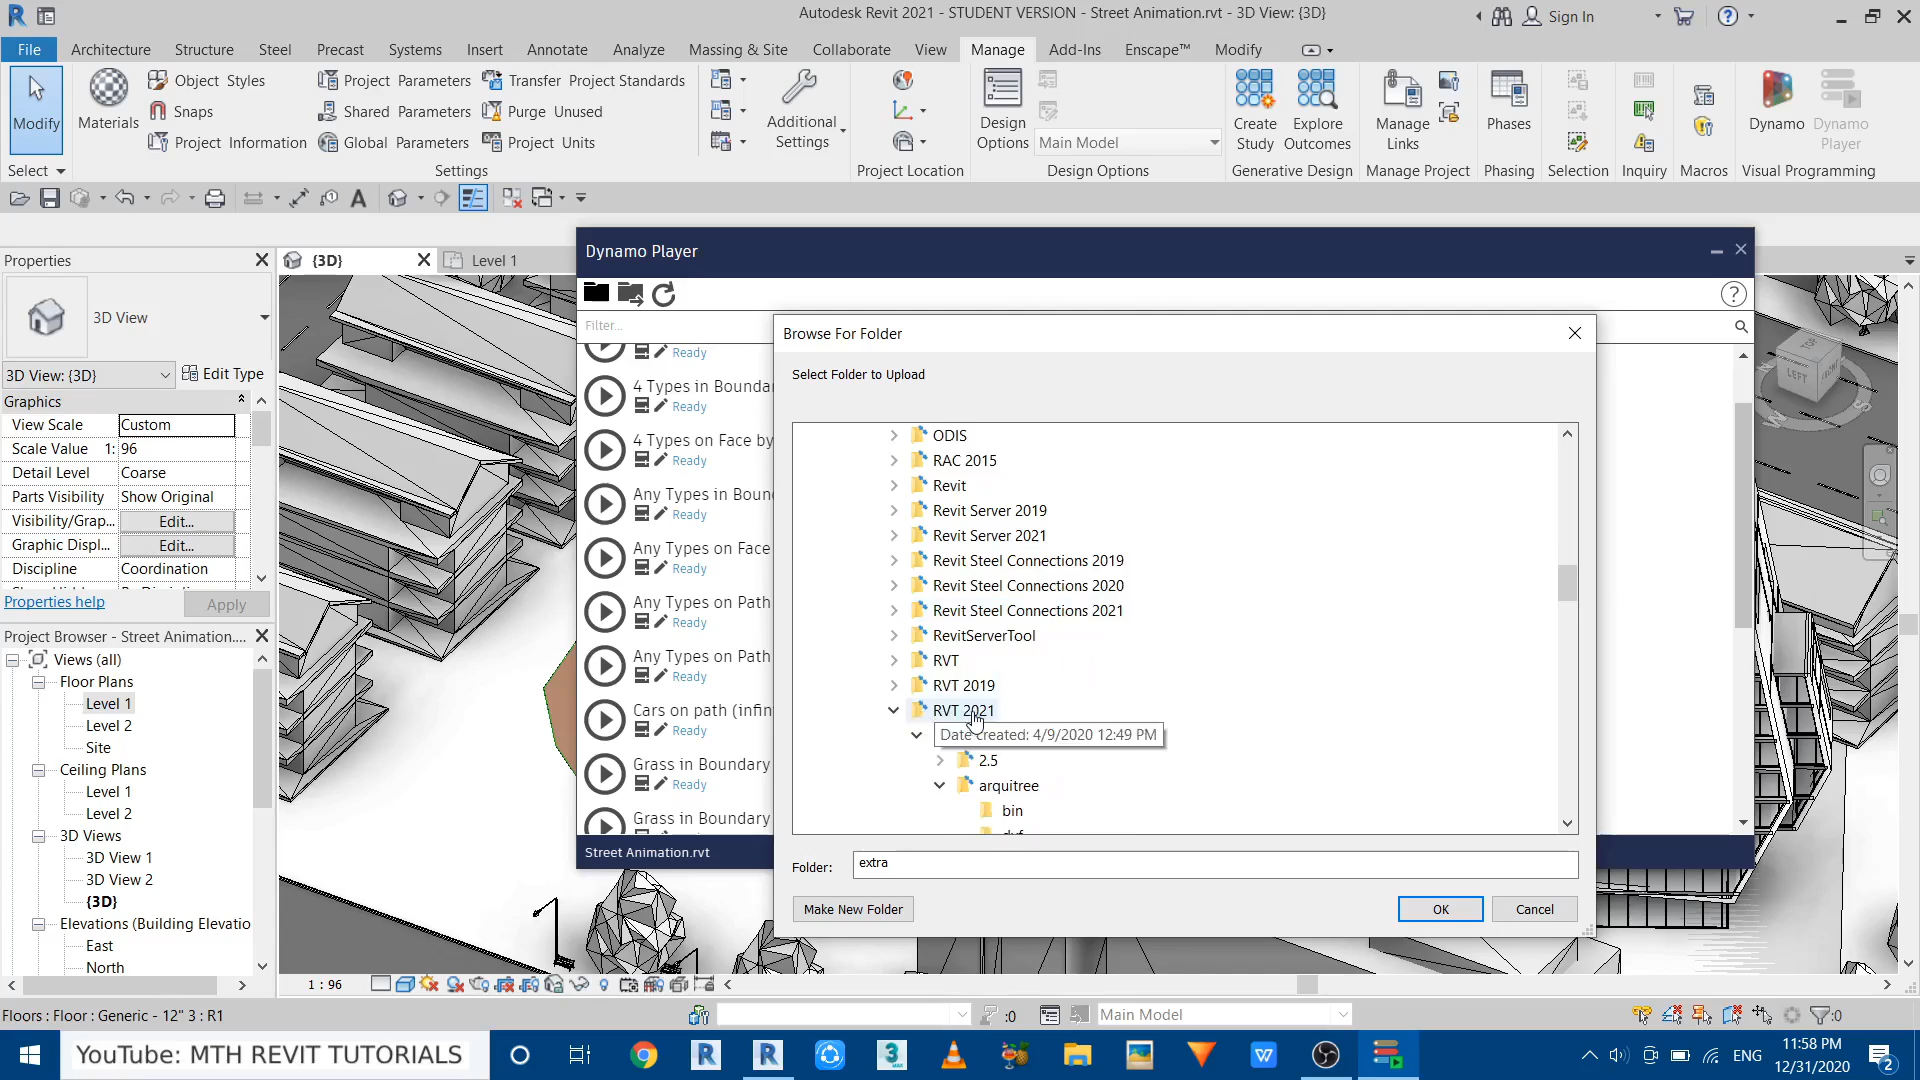 Autodesk Revit 2021 - STUDENT VERSION - Street Animation.rvt - 3D View: {3D}
Sign In
File Architecture Structure Steel Precast Systems Insert Annotate Analyze Massing & Site Collaborate View Manage Add-Ins Enscape™ Modify
Modify
Materials
Object Styles
Snaps
Project Information
Project Parameters
Shared Parameters
Global Parameters
Transfer Project Standards
Purge Unused
Project Units
Additional Settings
Design Options
Main Model
Create Study
Explore Outcomes
Manage Links
Phases
Dynamo
Dynamo Player
Select Settings Project Location Design Options Generative Design Manage Project Phasing Selection Inquiry Macros Visual Programming
Properties
3D View
3D View: {3D} Edit Type
Graphics
View Scale Custom
Scale Value 1: 96
Detail Level Coarse
Parts Visibility Show Original
Visibility/Grap... Edit...
Graphic Displ... Edit...
Discipline Coordination
Properties help Apply
Project Browser - Street Animation....
Views (all)
Floor Plans
Level 1
Level 2
Site
Ceiling Plans
Level 1
Level 2
3D Views
3D View 1
3D View 2
{3D}
Elevations (Building Elevatio
East
North
{3D} Level 1
Dynamo Player
Filter...
Ready
4 Types in Boundar
Ready
4 Types on Face by
Ready
Any Types in Boun
Ready
Any Types on Face
Ready
Any Types on Path
Ready
Any Types on Path
Ready
Cars on path (infin
Ready
Grass in Boundary
Ready
Grass in Boundary
Street Animation.rvt
Browse For Folder
Select Folder to Upload
ODIS
RAC 2015
Revit
Revit Server 2019
Revit Server 2021
Revit Steel Connections 2019
Revit Steel Connections 2020
Revit Steel Connections 2021
RevitServerTool
RVT
RVT 2019
RVT 2021
Date created: 4/9/2020 12:49 PM
2.5
arquitree
bin
Folder: extra
Make New Folder OK Cancel
TOP
LEFT
FRONT
W
S
1 : 96
Floors : Floor : Generic - 12" 3 : R1
:0
Main Model
:0
YouTube: MTH REVIT TUTORIALS
ENG
11:58 PM
12/31/2020
2